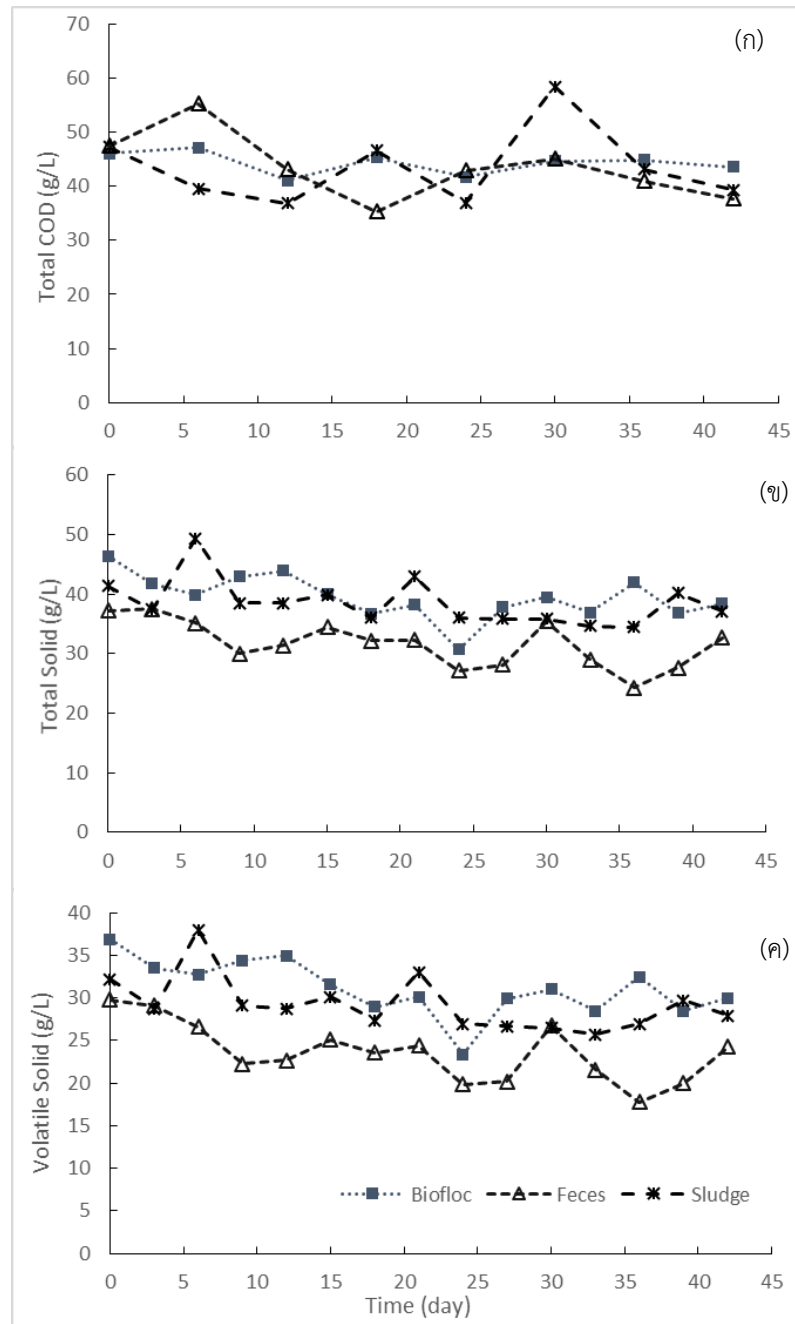 (ก)
Total COD (g/L)
70
60
50
40
30
20
10
0
0 5 10 15 20 25 30 35 40 45
(ข)
Total Solid (g/L)
60
50
40
30
20
10
0
0 5 10 15 20 25 30 35 40 45
(ค)
Volatile Solid (g/L)
40
35
30
25
20
15
10
5
0
Biofloc Feces Sludge
0 5 10 15 20 25 30 35 40 45
Time (day)